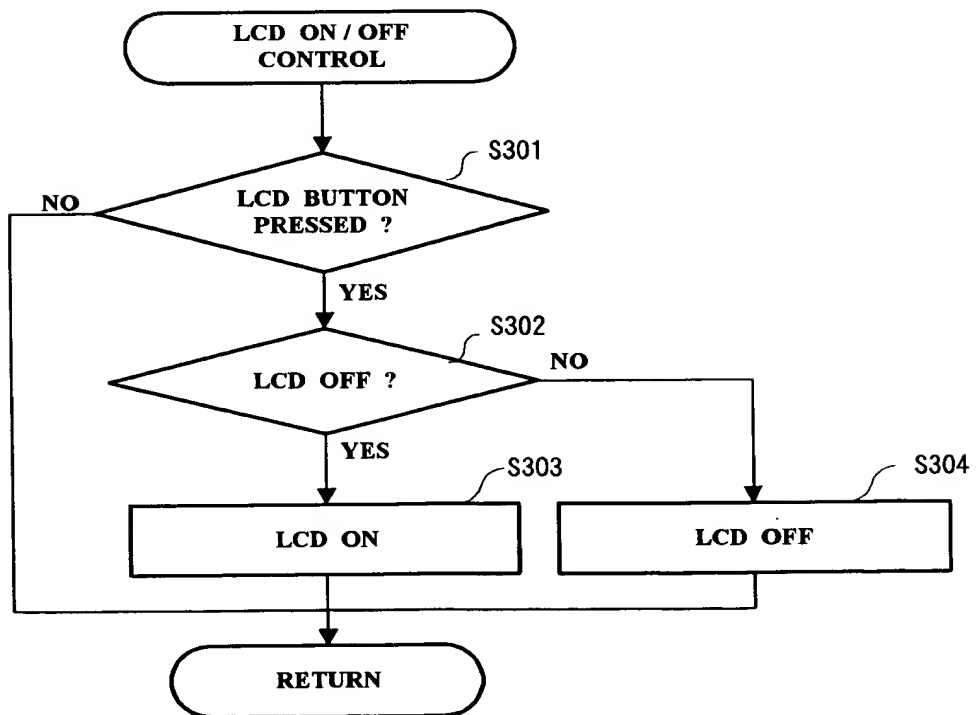 LCD ON / OFF
CONTROL
S301
NO
LCD BUTTON
PRESSED ?
YES
S302
LCD OFF ?
NO
YES
S303
S304
LCD ON
LCD OFF
RETURN